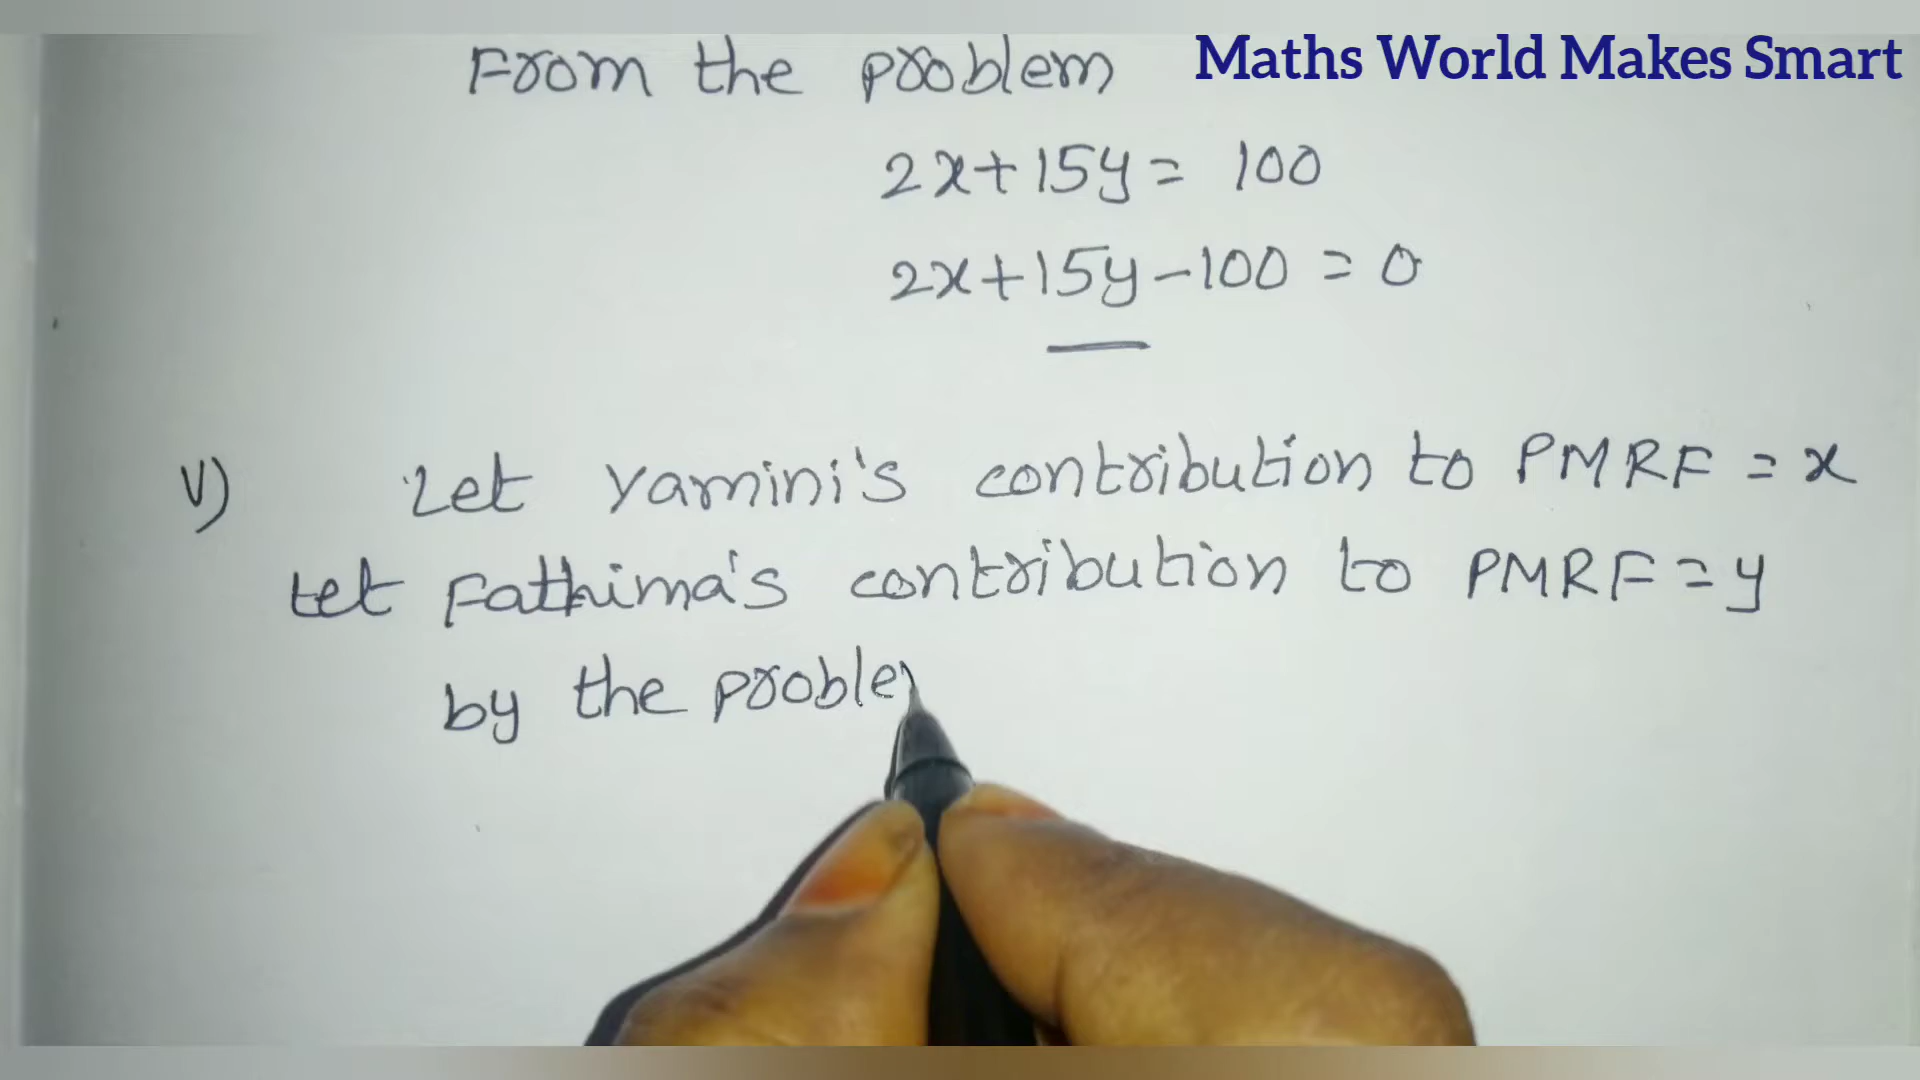 From the problem
Maths World Makes Smart
2x+15y = 100
2x+15y-100 = 0
V) Let Yamini's contribution to PMRF = x
Let Fathima's contribution to PMRF = y
by the proble